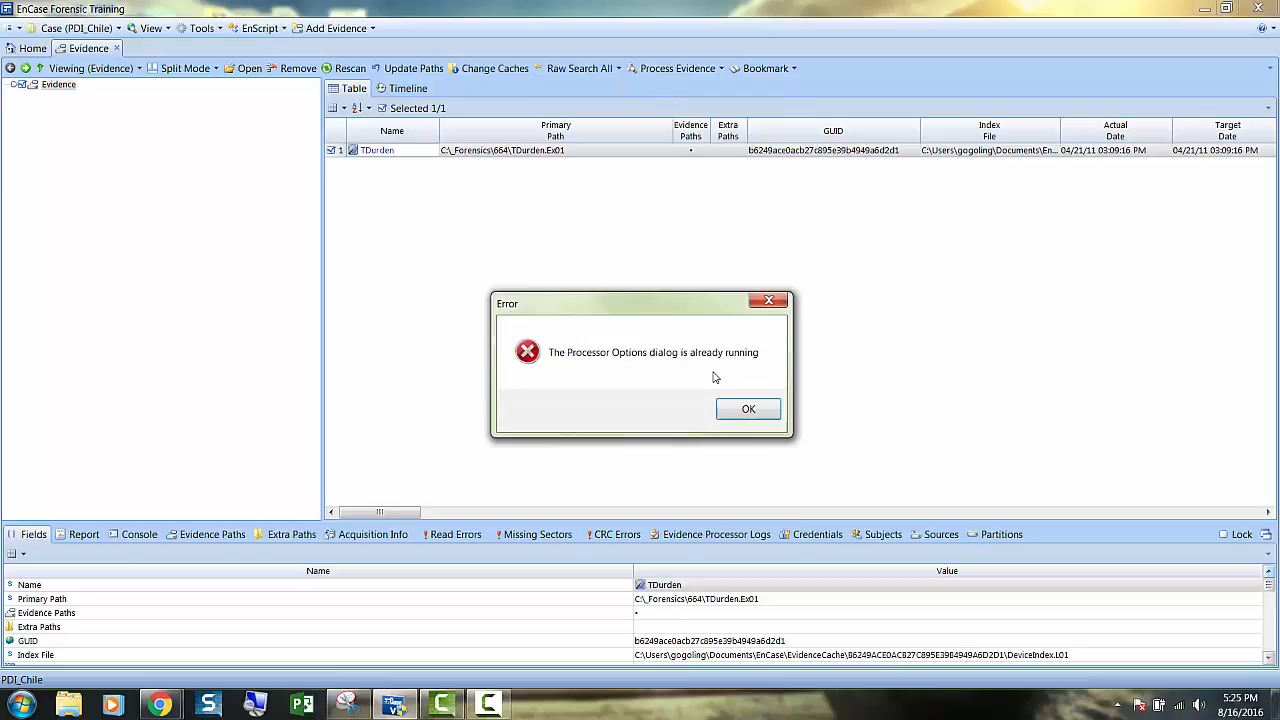 EnCase Forensic Training
Case (PDI_Chile) View Tools EnScript Add Evidence
Home Evidence
Viewing (Evidence) Split Mode Open Remove Rescan Update Paths Change Caches Raw Search All Process Evidence Bookmark
Evidence
Table Timeline
Selected 1/1
Name Primary Path Evidence Paths Extra Paths GUID Index File Actual Date Target Date
1 TDurden C:\_Forensics\664\TDurden.Ex01 • b6249ace0acb27c895e39b4949a6d2d1 C:\Users\gogoling\Documents\En... 04/21/11 03:09:16 PM 04/21/11 03:09:16 PM
Error
The Processor Options dialog is already running
OK
Fields Report Console Evidence Paths Extra Paths Acquisition Info Read Errors Missing Sectors CRC Errors Evidence Processor Logs Credentials Subjects Sources Partitions Lock
Name Value
Name TDurden
Primary Path C:\_Forensics\664\TDurden.Ex01
Evidence Paths •
Extra Paths
GUID b6249ace0acb27c895e39b4949a6d2d1
Index File C:\Users\gogoling\Documents\EnCase\EvidenceCache\B6249ACE0ACB27C895E39B4949A6D2D1\DeviceIndex.L01
PDI_Chile
5:25 PM
8/16/2016